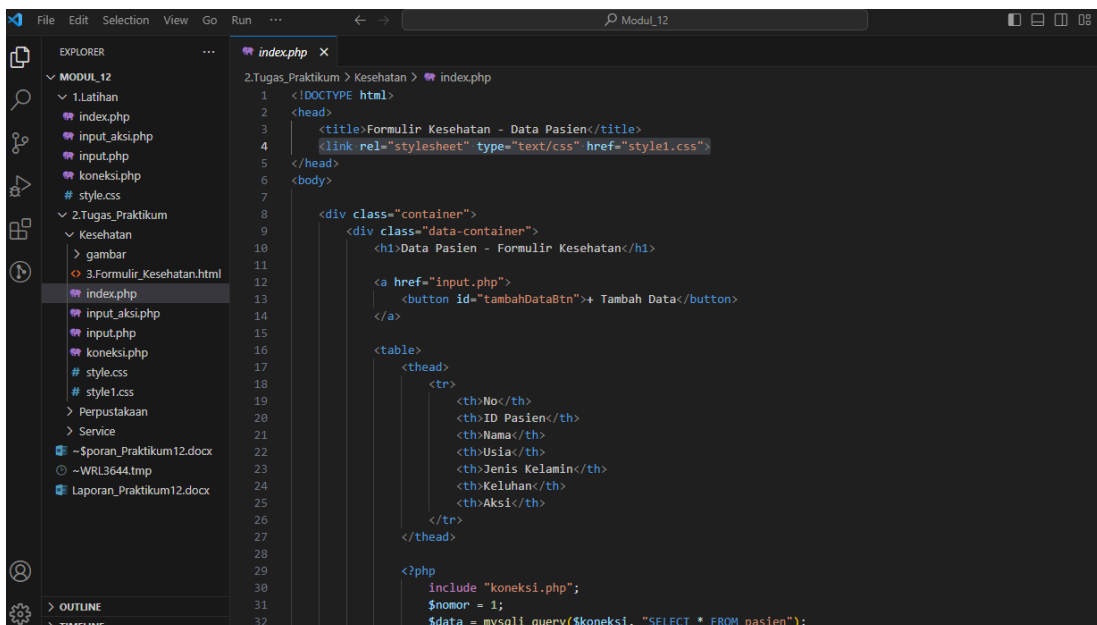 File Edit Selection View Go Run ··· ← → Modul_12
EXPLORER ···
MODUL_12
1.Latihan
index.php
input_aksi.php
input.php
koneksi.php
# style.css
2.Tugas_Praktikum
Kesehatan
gambar
<> 3.Formulir_Kesehatan.html
index.php
input_aksi.php
input.php
koneksi.php
# style.css
# style1.css
Perpustakaan
Service
~$poran_Praktikum12.docx
~WRL3644.tmp
Laporan_Praktikum12.docx
OUTLINE
TIMELINE
index.php ×
2.Tugas_Praktikum > Kesehatan > index.php
1 <!DOCTYPE html>
2 <head>
3 <title>Formulir Kesehatan - Data Pasien</title>
4 <link rel="stylesheet" type="text/css" href="style1.css">
5 </head>
6 <body>
7
8 <div class="container">
9 <div class="data-container">
10 <h1>Data Pasien - Formulir Kesehatan</h1>
11
12 <a href="input.php">
13 <button id="tambahDataBtn">+ Tambah Data</button>
14 </a>
15
16 <table>
17 <thead>
18 <tr>
19 <th>No</th>
20 <th>ID Pasien</th>
21 <th>Nama</th>
22 <th>Usia</th>
23 <th>Jenis Kelamin</th>
24 <th>Keluhan</th>
25 <th>Aksi</th>
26 </tr>
27 </thead>
28
29 <?php
30 include "koneksi.php";
31 $nomor = 1;
32 $data = mysqli_query($koneksi, "SELECT * FROM pasien");